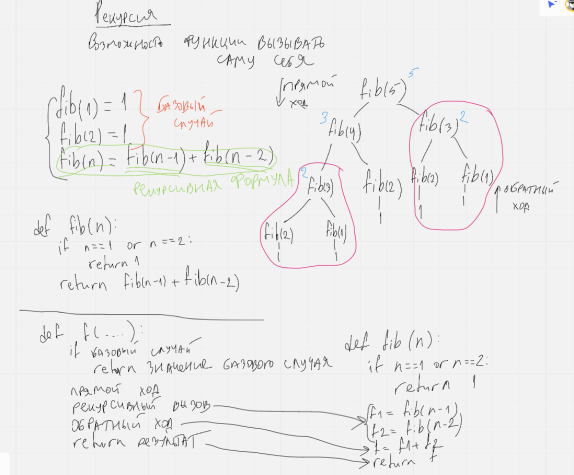 Рекурсия
Возможность функции вызывать
саму себя
fib(1) = 1
fib(2) = 1
fib(n) = fib(n-1) + fib(n-2)
базовый
случай
рекурсивная формула
прямой
ход
fib(5) 5
3 fib(4)
fib(3) 2
2 fib(3)
fib(2)
1
fib(2)
1
fib(1)
1
fib(2)
1
fib(1)
1
обратный
ход
def fib(n):
if n==1 or n==2:
return 1
return fib(n-1) + fib(n-2)
def f(....):
if базовый случай
return значение базового случая
прямой ход
рекурсивный вызов
обратный ход
return результат
def fib(n):
if n==1 or n==2:
return 1
f1 = fib(n-1)
f2 = fib(n-2)
f = f1 + f2
return f